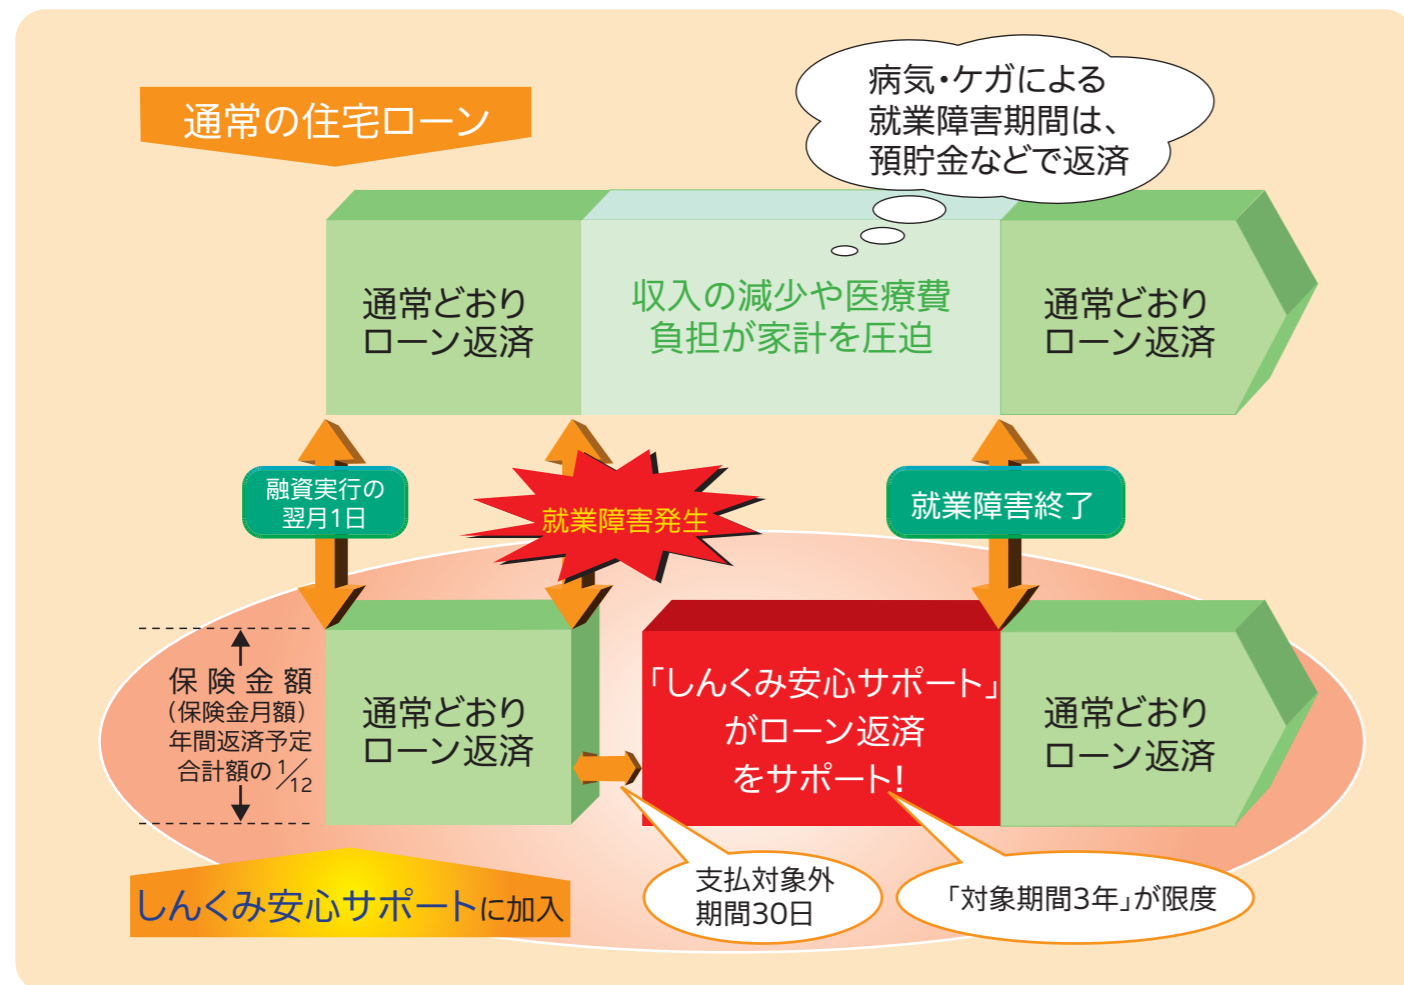 通常の住宅ローン
病気・ケガによる
就業障害期間は、
預貯金などで返済
通常どおり
ローン返済
収入の減少や医療費
負担が家計を圧迫
通常どおり
ローン返済
融資実行の
翌月1日
就業障害発生
就業障害終了
保険金額
(保険金月額)
年間返済予定
合計額の1/12
通常どおり
ローン返済
「しんくみ安心サポート」
がローン返済
をサポート!
通常どおり
ローン返済
しんくみ安心サポートに加入
支払対象外
期間30日
「対象期間3年」が限度